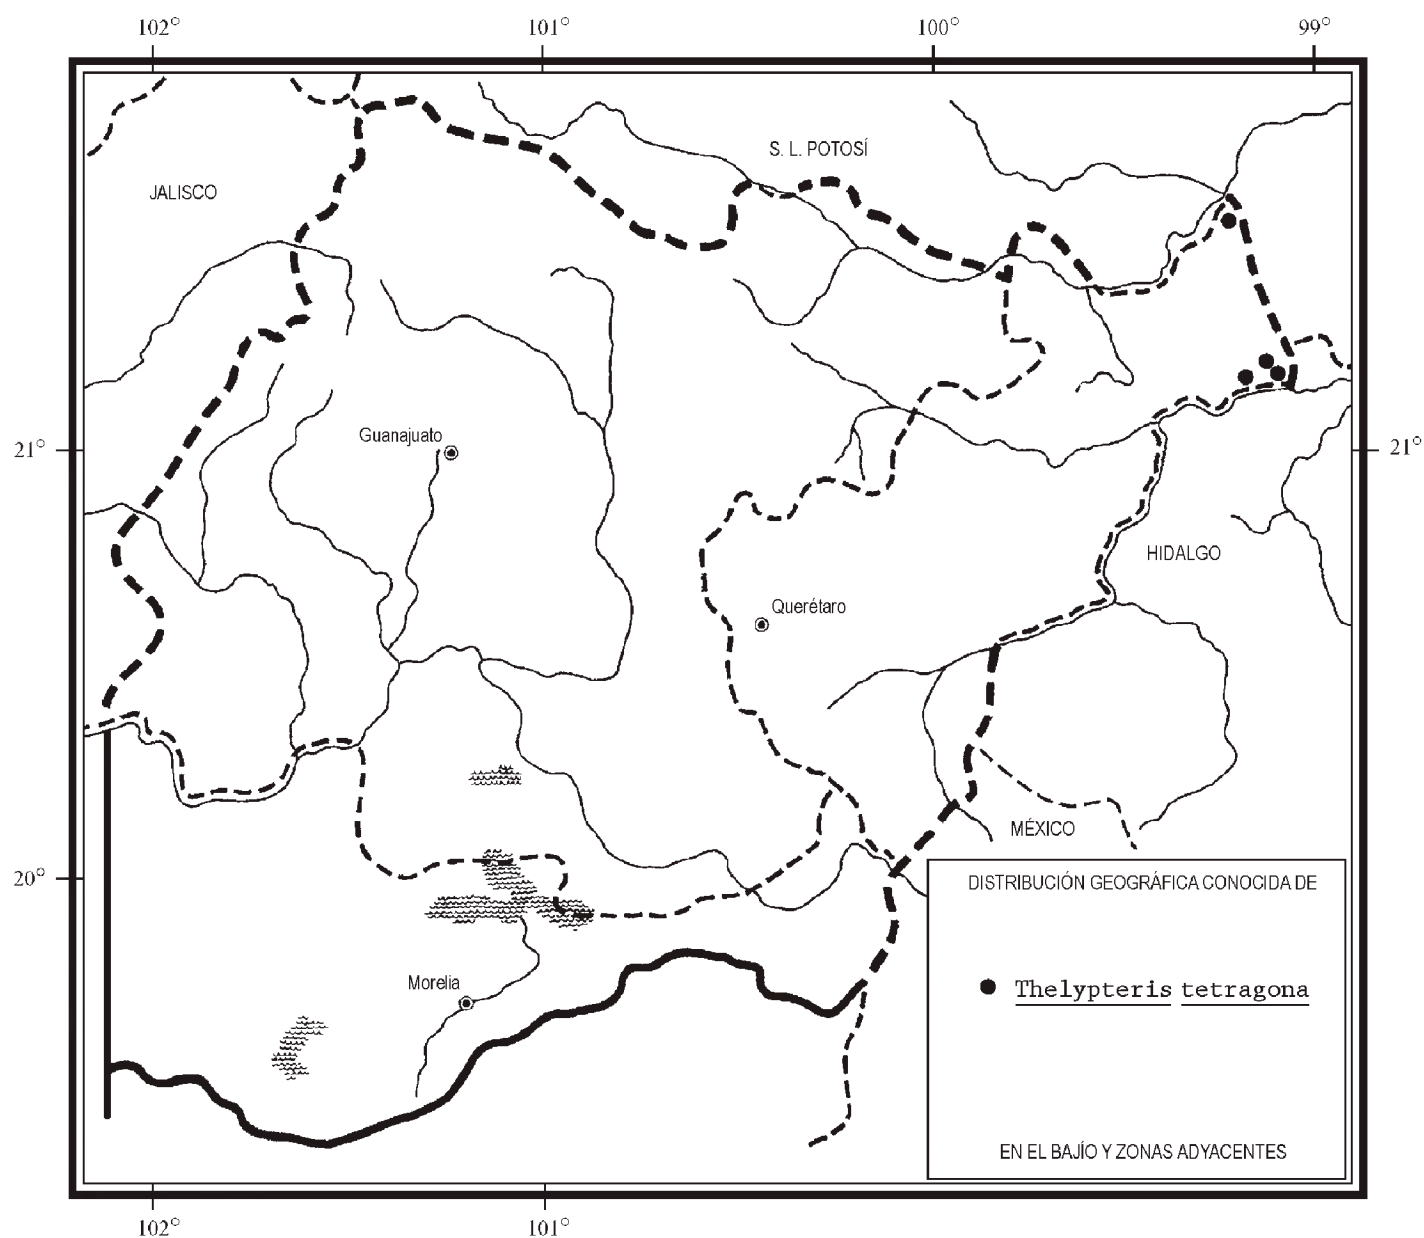 102° 101° 100° 99°
S. L. POTOSÍ
JALISCO
Guanajuato
21° 21°
HIDALGO
Querétaro
MÉXICO
20°
DISTRIBUCIÓN GEOGRÁFICA CONOCIDA DE
Thelypteris tetragona
Morelia
EN EL BAJÍO Y ZONAS ADYACENTES
102° 101°